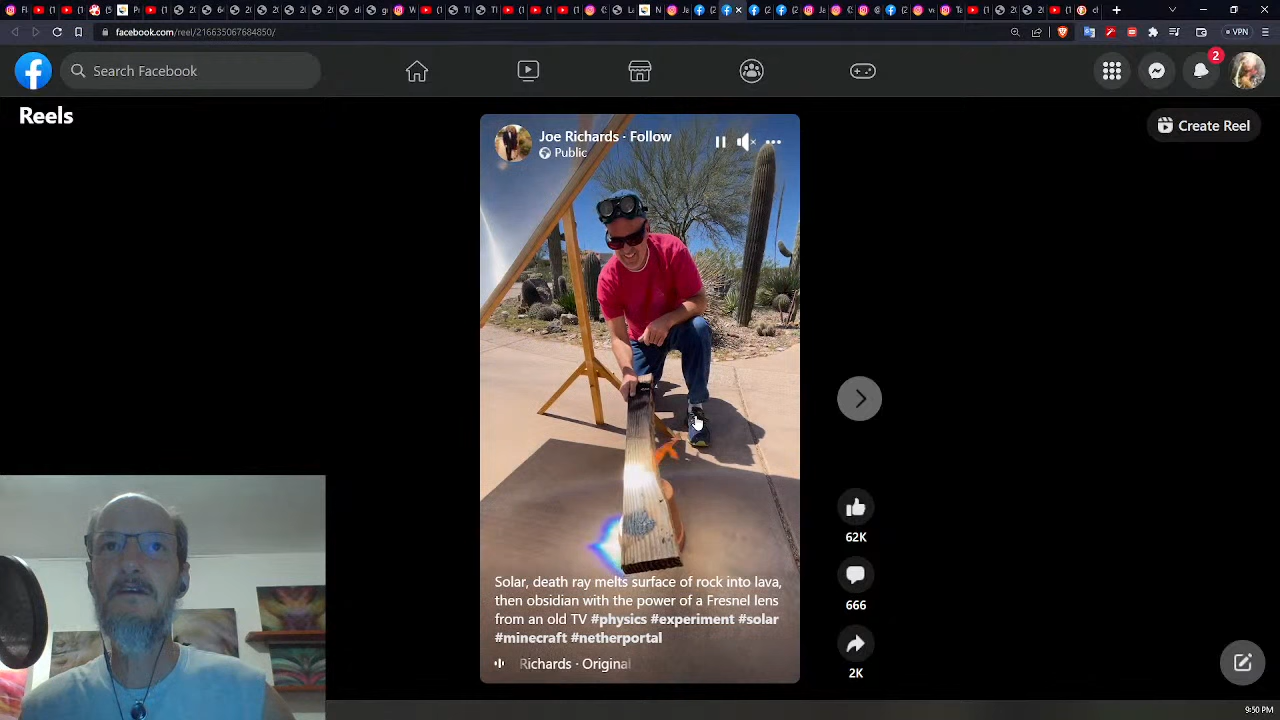 facebook.com/reel/216635067684850/
VPN
Search Facebook
2
Reels
Create Reel
Joe Richards · Follow
Public
62K
666
2K
Solar, death ray melts surface of rock into lava,
then obsidian with the power of a Fresnel lens
from an old TV #physics #experiment #solar
#minecraft #netherportal
Richards · Original
9:50 PM